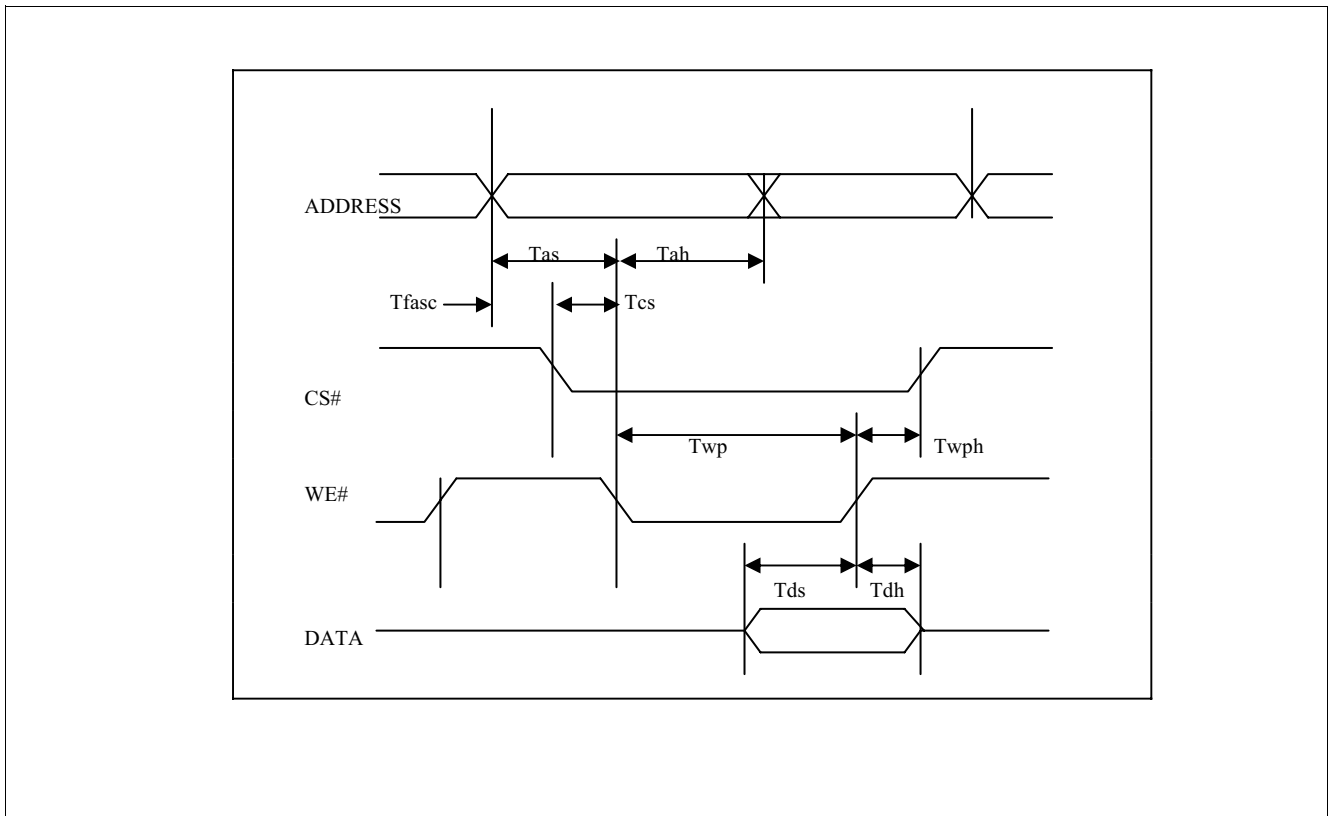 ADDRESS
Tas Tah
Tfasc Tcs
CS#
Twp Twph
WE#
Tds Tdh
DATA